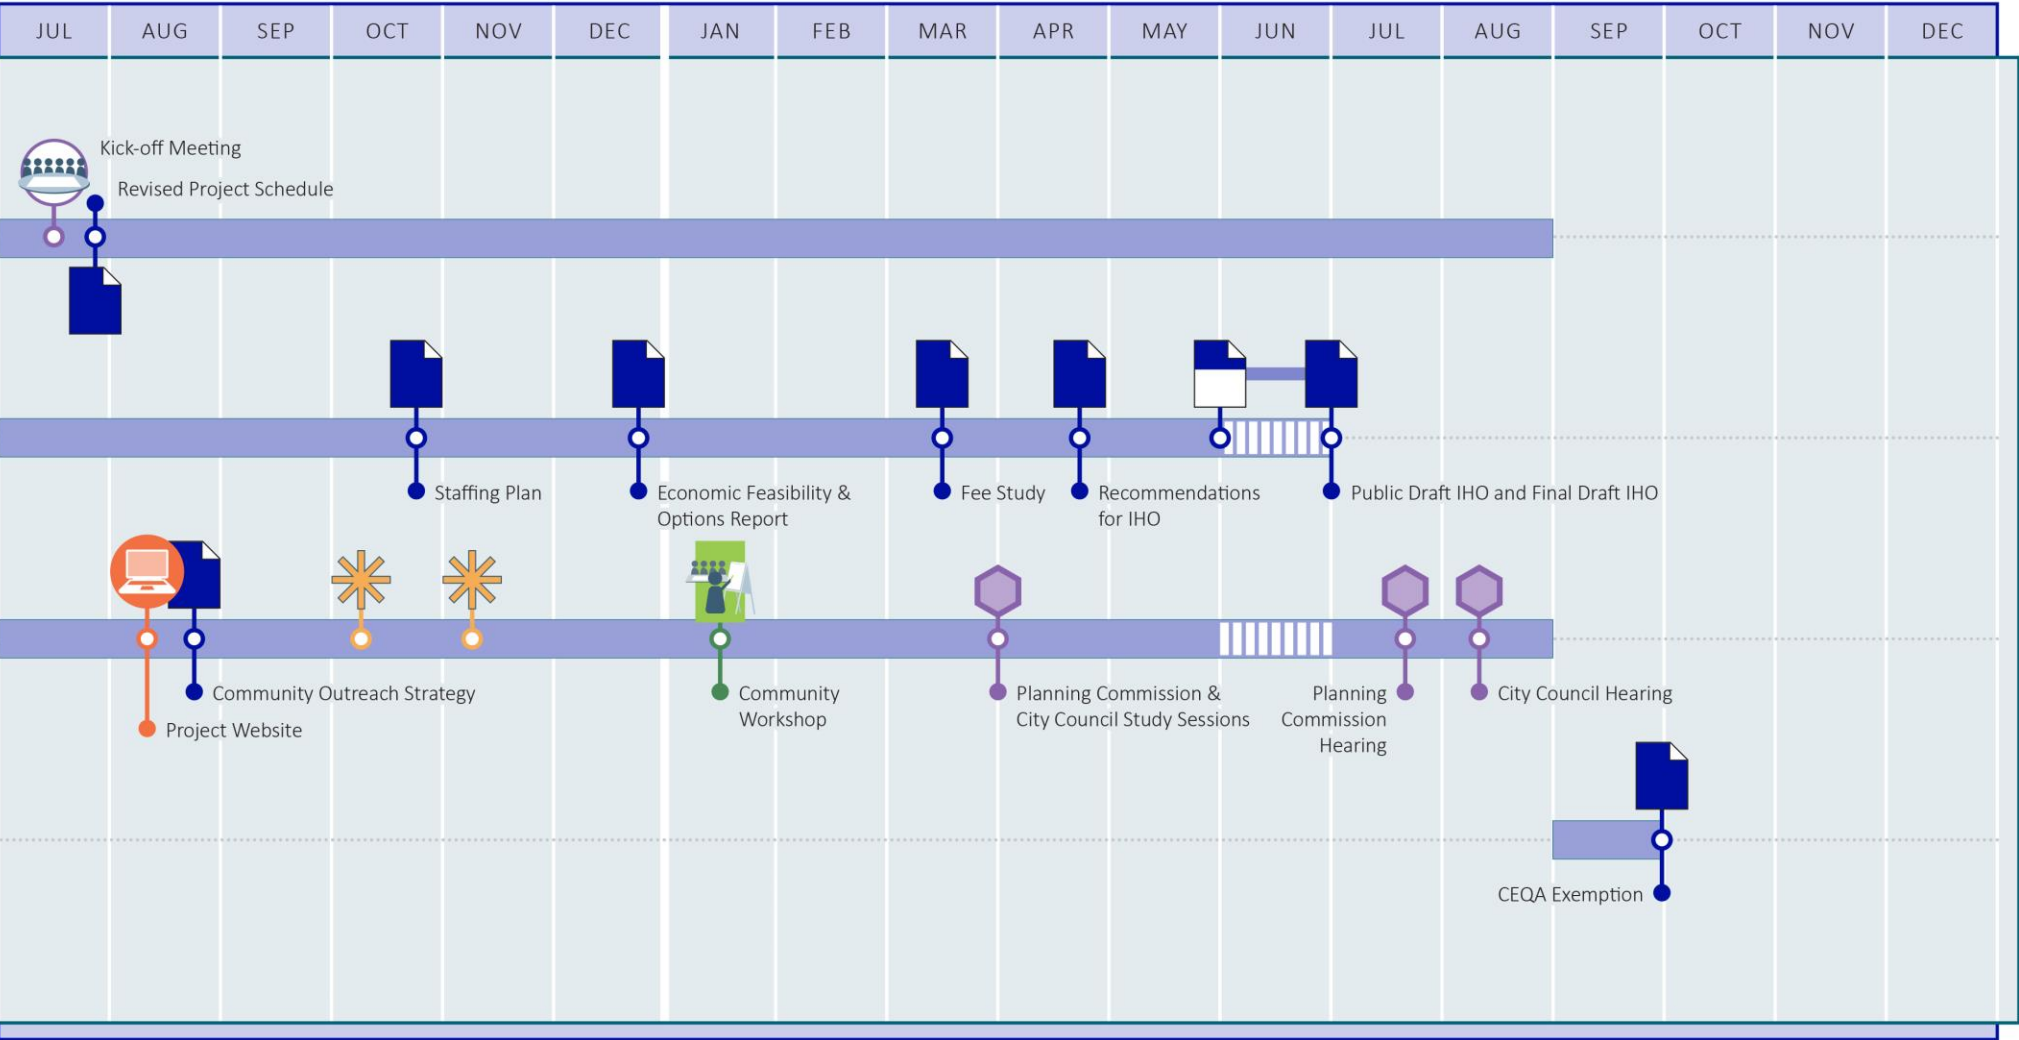 JUL AUG SEP OCT NOV DEC JAN FEB MAR APR MAY JUN JUL AUG SEP OCT NOV DEC
Kick-off Meeting
Revised Project Schedule
Staffing Plan
Economic Feasibility &
Options Report
Fee Study
Recommendations
for IHO
Public Draft IHO and Final Draft IHO
Community Outreach Strategy
Project Website
Community
Workshop
Planning Commission &
City Council Study Sessions
Planning
Commission
Hearing
City Council Hearing
CEQA Exemption